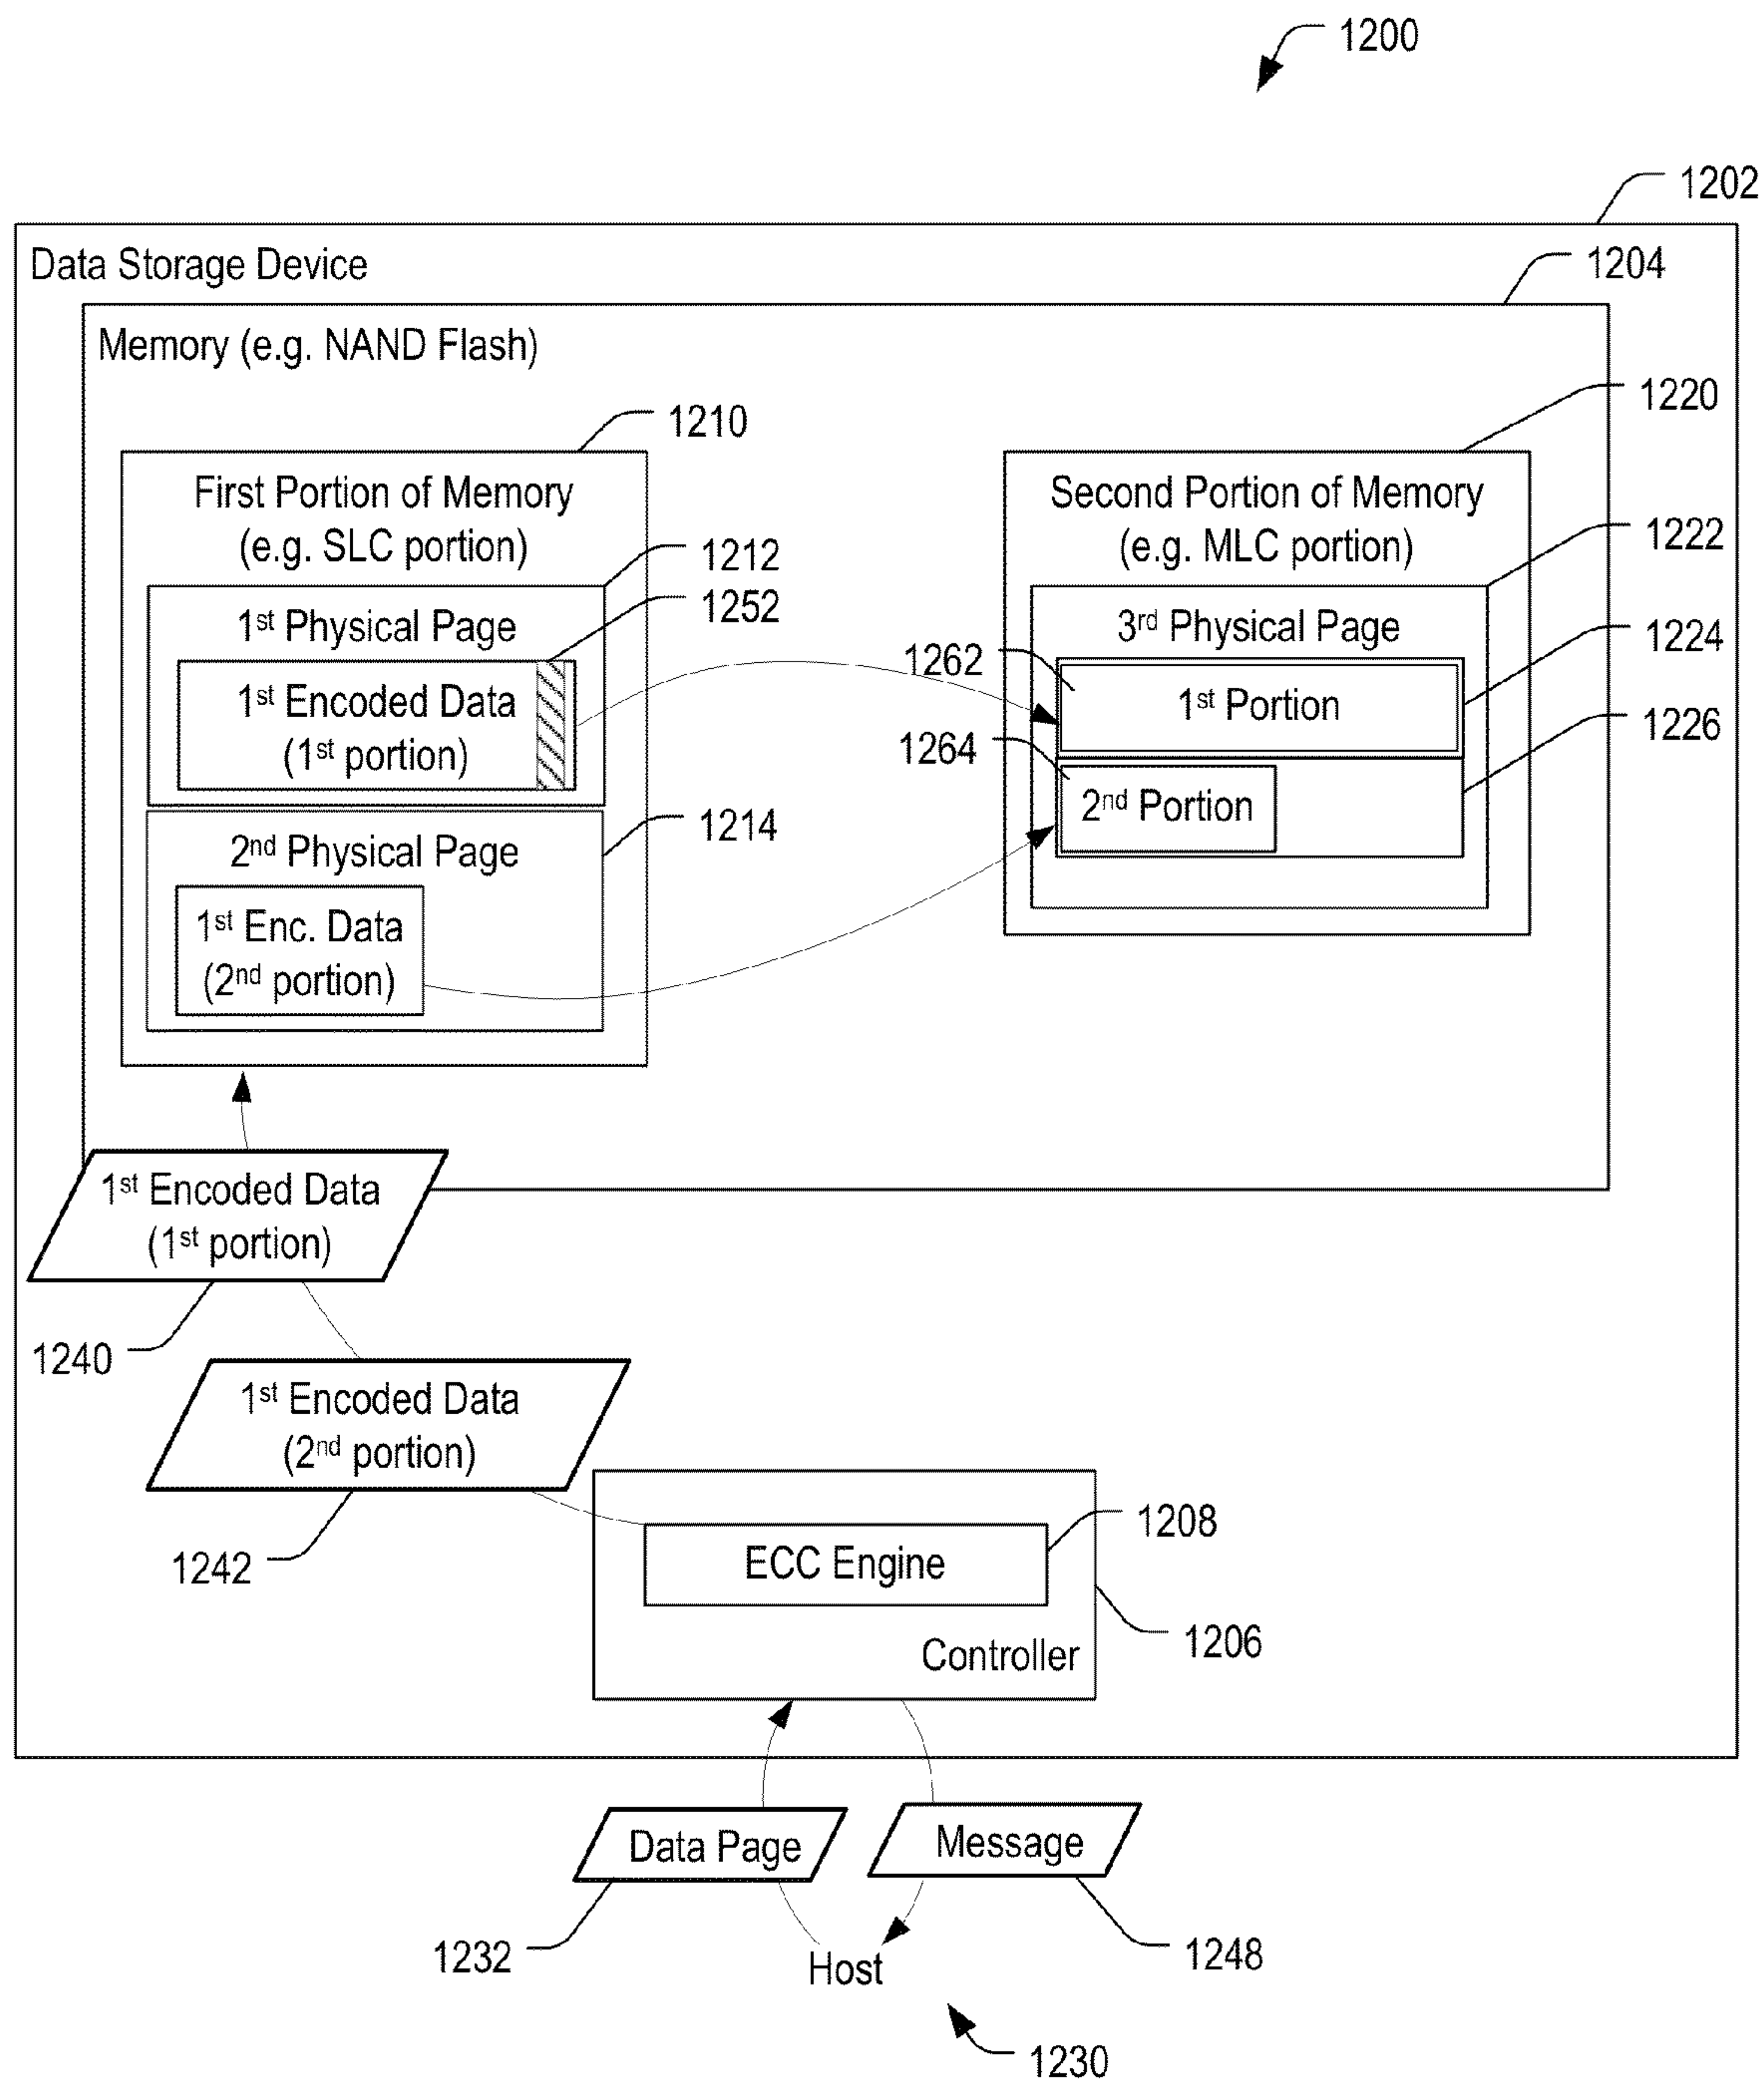 1200
1202
Data Storage Device
1204
Memory (e.g. NAND Flash)
1220
1210
First Portion of Memory
(e.g. SLC portion)
Second Portion of Memory
(e.g. MLC portion)
1222
1212
1252
1st Physical Page
3rd Physical Page
1224
1262
1st Encoded Data
(1st portion)
1st Portion
1226
1264
2nd Portion
1214
2nd Physical Page
1st Enc. Data
(2nd portion)
1st Encoded Data
(1st portion)
1240
1st Encoded Data
(2nd portion)
1242
1208
ECC Engine
1206
Controller
Data Page
Message
1232
1248
Host
1230